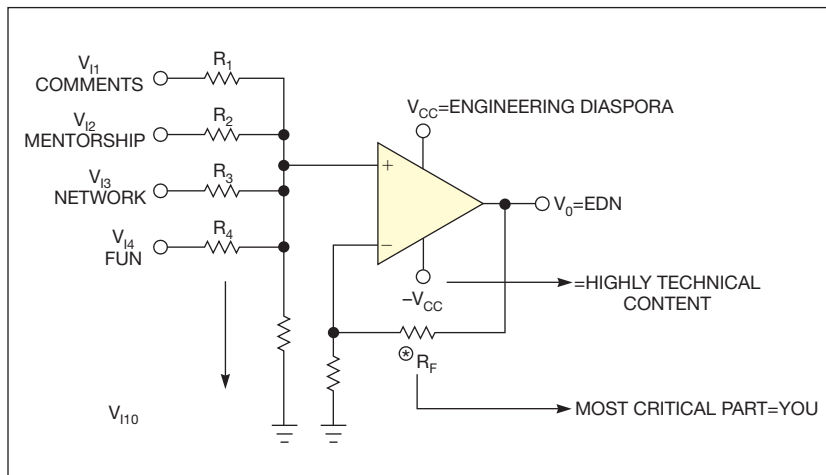 V_I1
COMMENTS
R_1
V_I2
MENTORSHIP
R_2
V_I3
NETWORK
R_3
V_I4
FUN
R_4
V_I10
V_CC=ENGINEERING DIASPORA
+
−
V_0=EDN
−V_CC
=HIGHLY TECHNICAL
CONTENT
* R_F
MOST CRITICAL PART=YOU